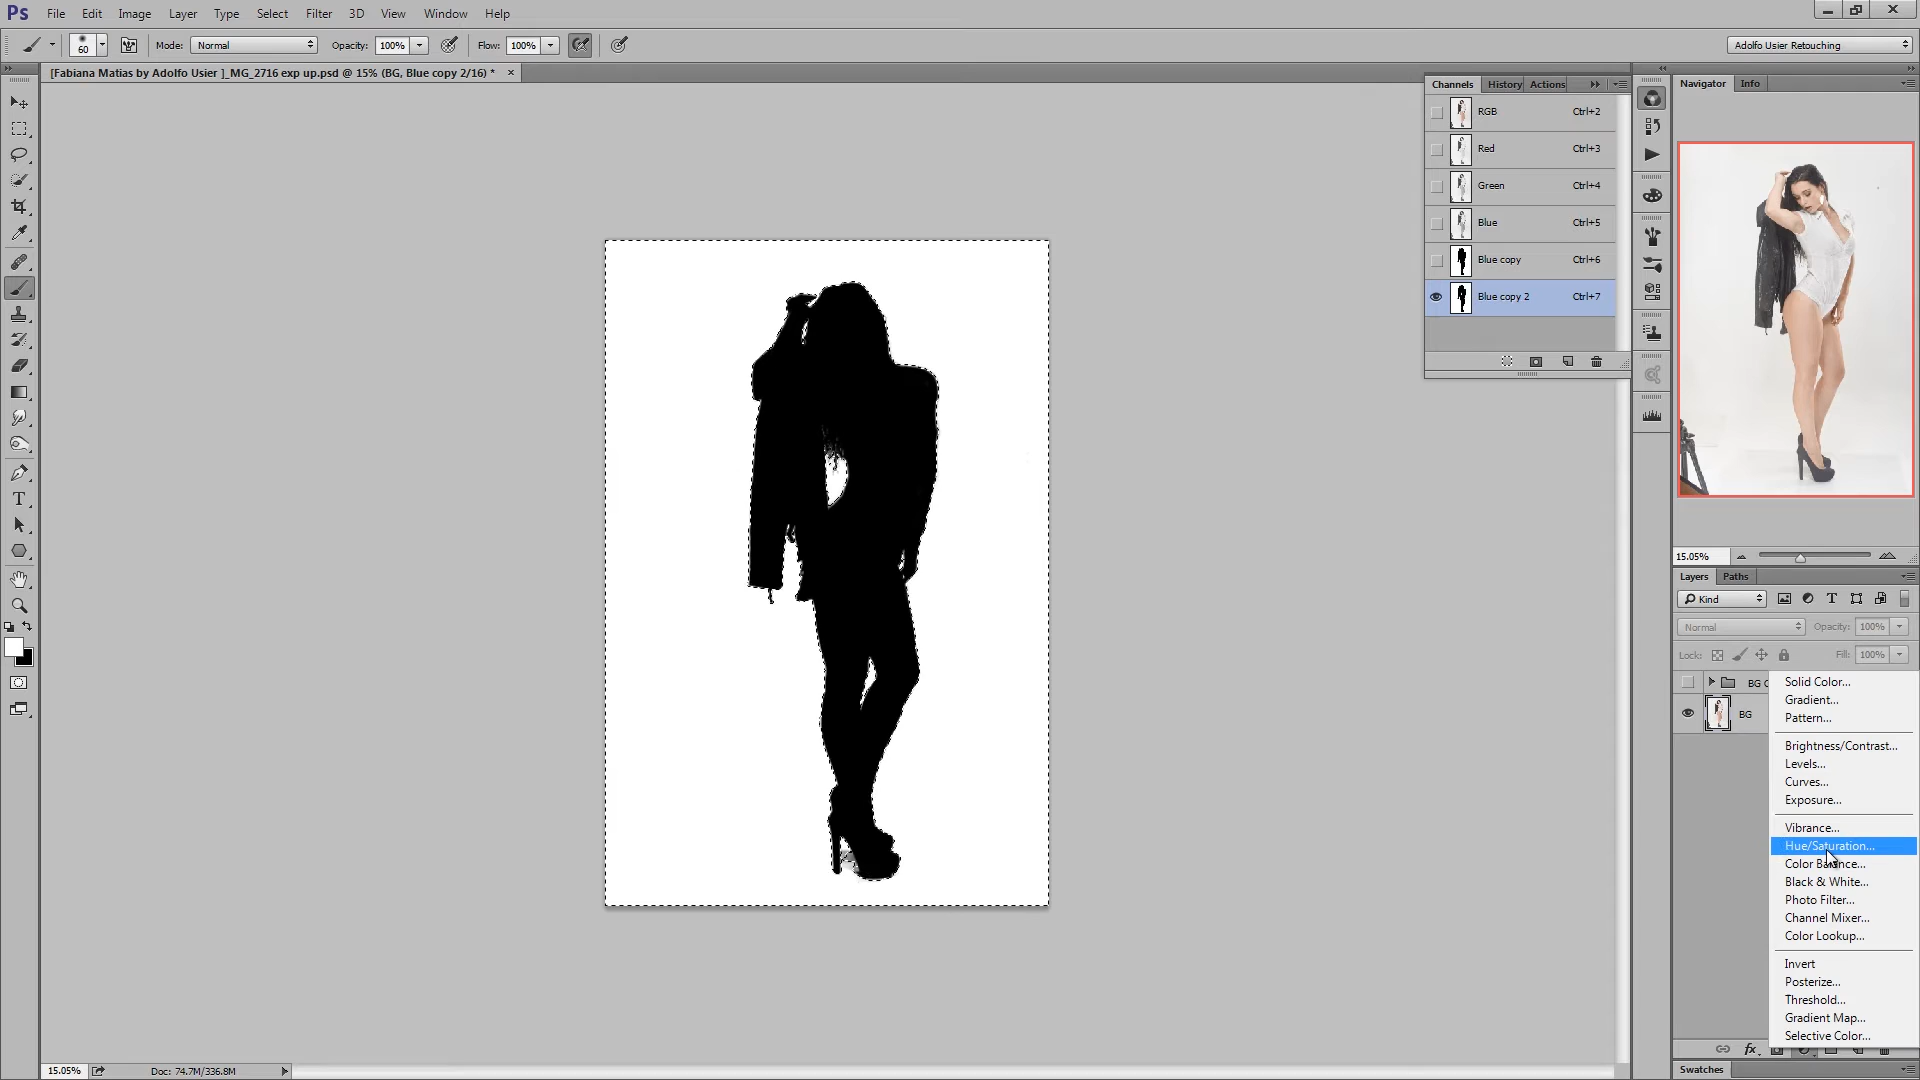 Ps File Edit Image Layer Type Select Filter 3D View Window Help
60 Mode: Normal Opacity: 100% Flow: 100% Adolfo Usier Retouching
[Fabiana Matias by Adolfo Usier ]_MG_2716 exp up.psd @ 15% (BG, Blue copy 2/16) * ×
Channels History Actions
RGB Ctrl+2
Red Ctrl+3
Green Ctrl+4
Blue Ctrl+5
Blue copy Ctrl+6
Blue copy 2 Ctrl+7
Navigator Info
15.05%
Layers Paths
Kind
Normal Opacity: 100%
Lock: Fill: 100%
BG
BG
Solid Color...
Gradient...
Pattern...
Brightness/Contrast...
Levels...
Curves...
Exposure...
Vibrance...
Hue/Saturation...
Color Balance...
Black & White...
Photo Filter...
Channel Mixer...
Color Lookup...
Invert
Posterize...
Threshold...
Gradient Map...
Selective Color...
fx
Swatches
15.05% Doc: 74.7M/336.8M